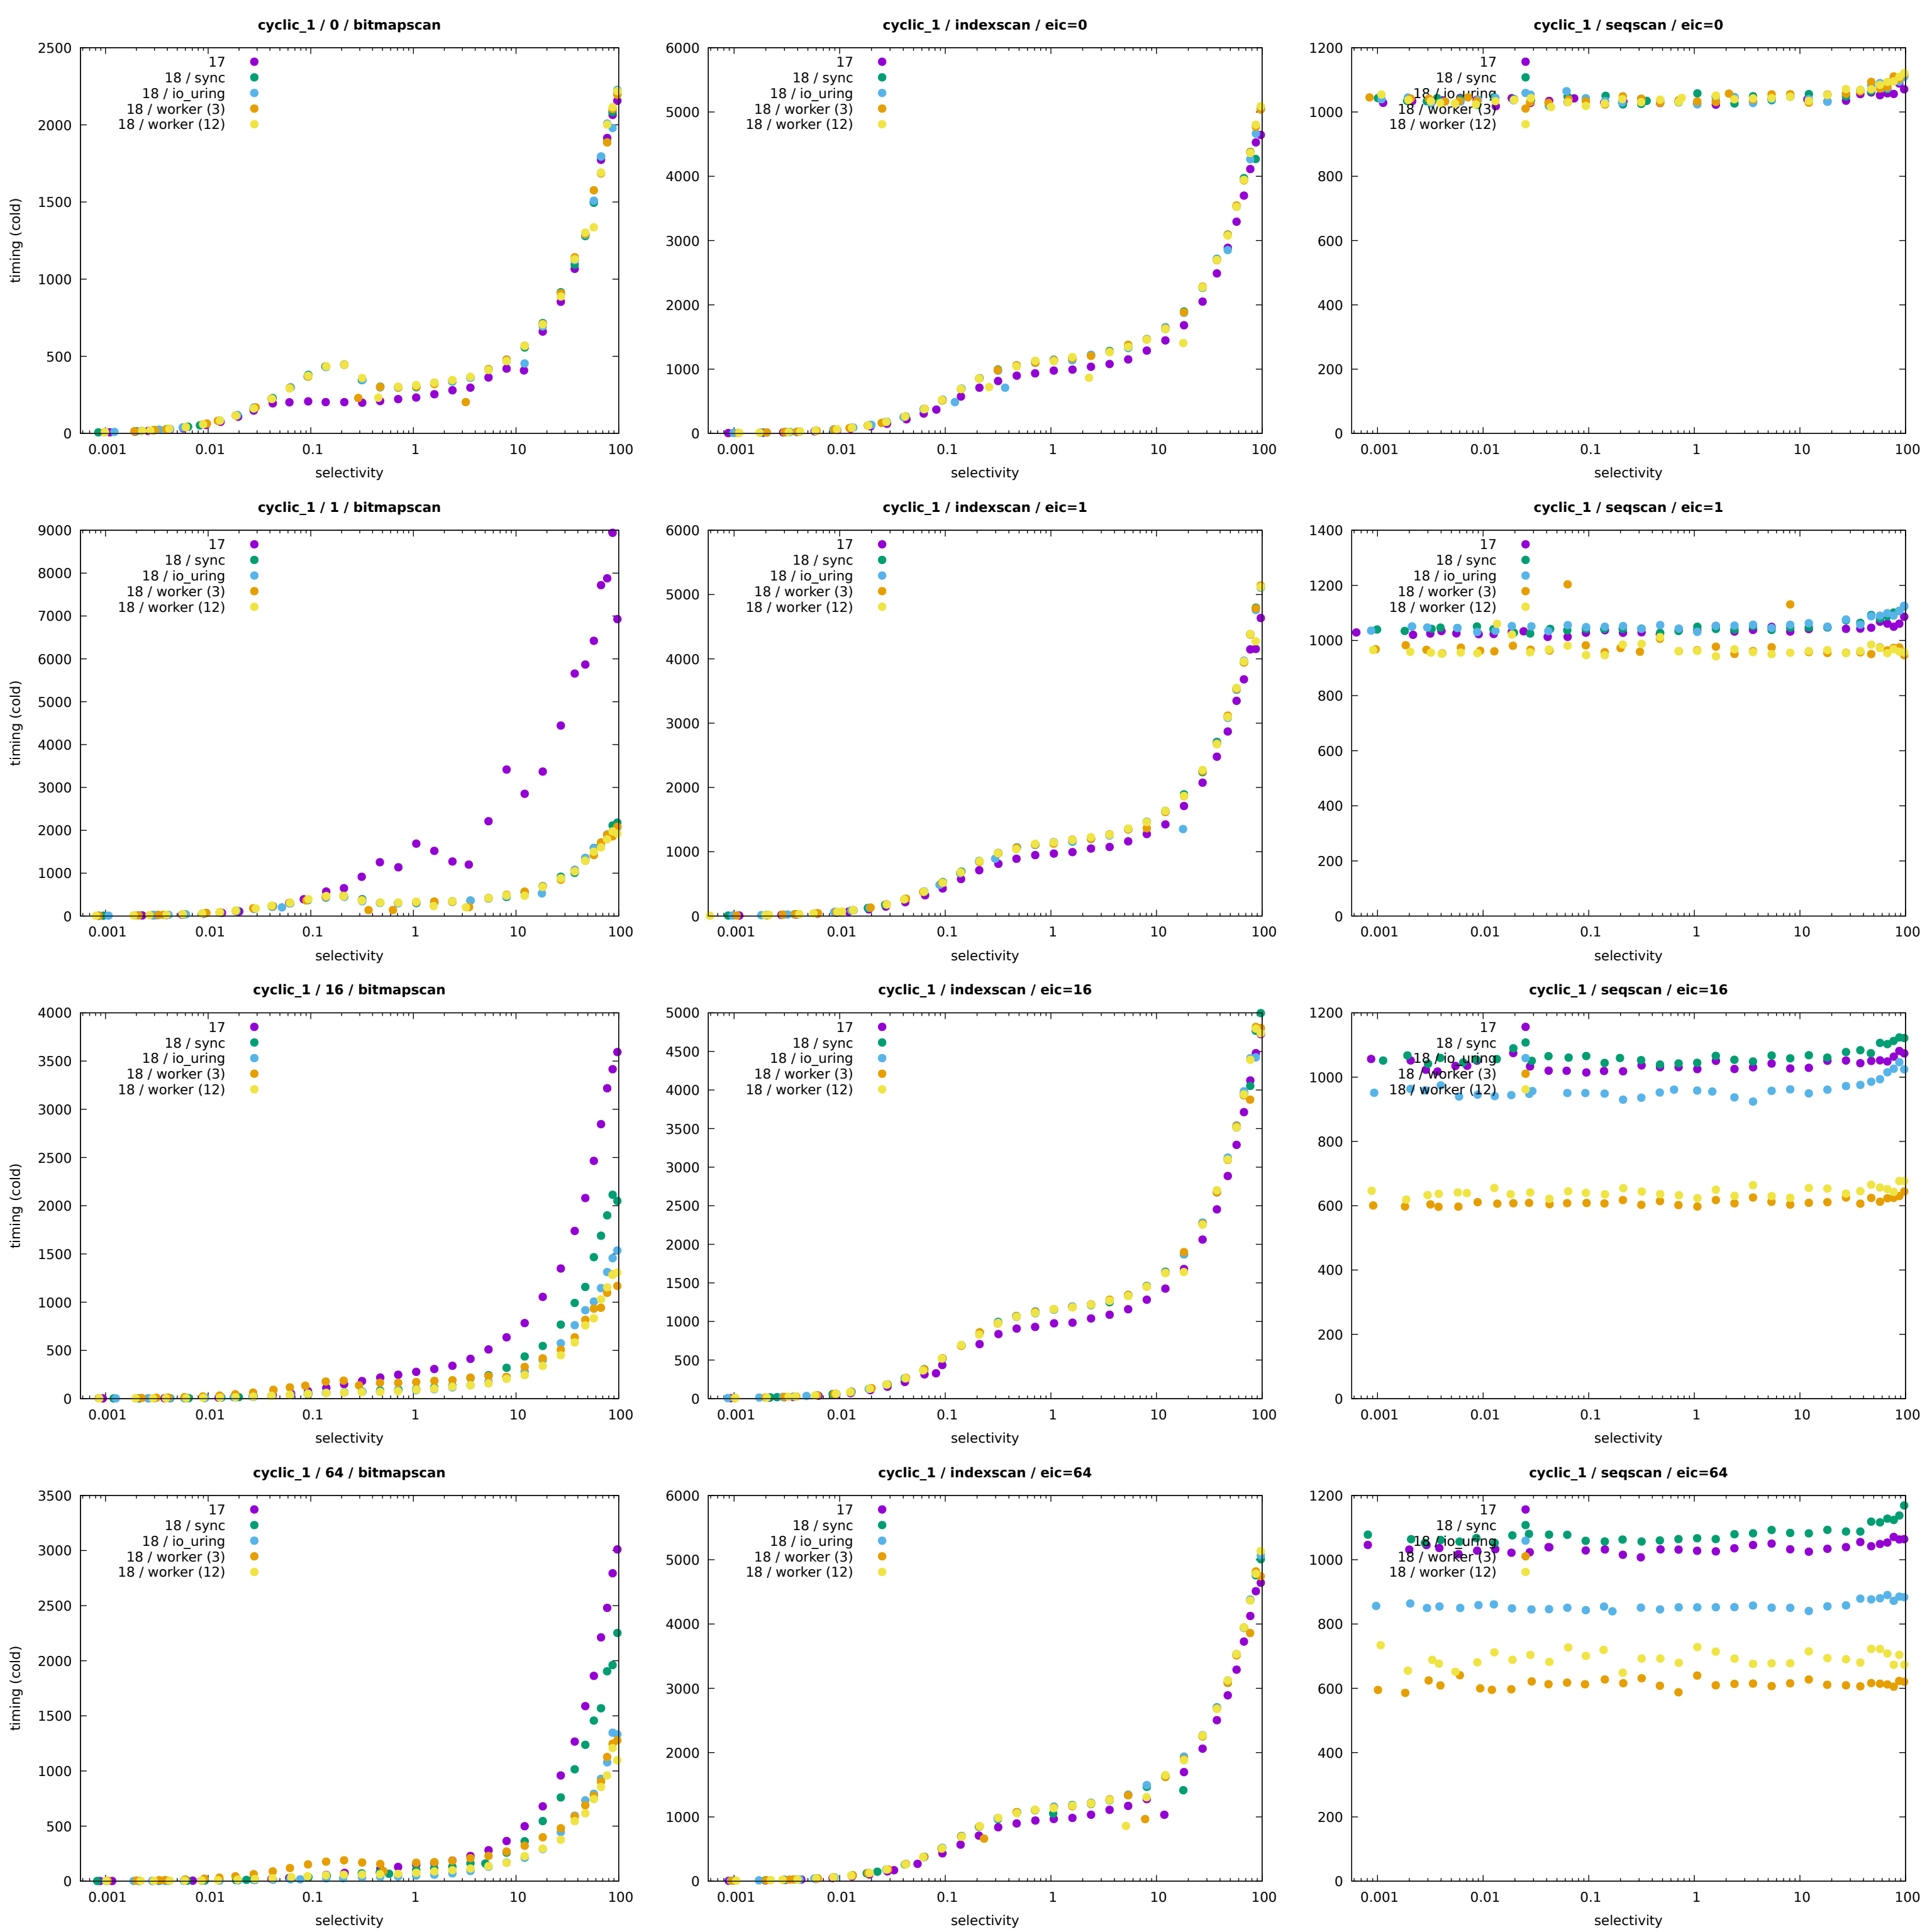 cyclic_1 / 0 / bitmapscan
timing (cold)
2500
2000
1500
1000
500
0
17
18 / sync
18 / io_uring
18 / worker (3)
18 / worker (12)
0.001 0.01 0.1 1 10 100
selectivity
cyclic_1 / indexscan / eic=0
6000
5000
4000
3000
2000
1000
0
17
18 / sync
18 / io_uring
18 / worker (3)
18 / worker (12)
0.001 0.01 0.1 1 10 100
selectivity
cyclic_1 / seqscan / eic=0
1200
1000
800
600
400
200
0
17
18 / sync
18 / io_uring
18 / worker (3)
18 / worker (12)
0.001 0.01 0.1 1 10 100
selectivity
cyclic_1 / 1 / bitmapscan
timing (cold)
9000
8000
7000
6000
5000
4000
3000
2000
1000
0
17
18 / sync
18 / io_uring
18 / worker (3)
18 / worker (12)
0.001 0.01 0.1 1 10 100
selectivity
cyclic_1 / indexscan / eic=1
6000
5000
4000
3000
2000
1000
0
17
18 / sync
18 / io_uring
18 / worker (3)
18 / worker (12)
0.001 0.01 0.1 1 10 100
selectivity
cyclic_1 / seqscan / eic=1
1400
1200
1000
800
600
400
200
0
17
18 / sync
18 / io_uring
18 / worker (3)
18 / worker (12)
0.001 0.01 0.1 1 10 100
selectivity
cyclic_1 / 16 / bitmapscan
timing (cold)
4000
3500
3000
2500
2000
1500
1000
500
0
17
18 / sync
18 / io_uring
18 / worker (3)
18 / worker (12)
0.001 0.01 0.1 1 10 100
selectivity
cyclic_1 / indexscan / eic=16
5000
4500
4000
3500
3000
2500
2000
1500
1000
500
0
17
18 / sync
18 / io_uring
18 / worker (3)
18 / worker (12)
0.001 0.01 0.1 1 10 100
selectivity
cyclic_1 / seqscan / eic=16
1200
1000
800
600
400
200
0
17
18 / sync
18 / io_uring
18 / worker (3)
18 / worker (12)
0.001 0.01 0.1 1 10 100
selectivity
cyclic_1 / 64 / bitmapscan
timing (cold)
3500
3000
2500
2000
1500
1000
500
0
17
18 / sync
18 / io_uring
18 / worker (3)
18 / worker (12)
0.001 0.01 0.1 1 10 100
selectivity
cyclic_1 / indexscan / eic=64
6000
5000
4000
3000
2000
1000
0
17
18 / sync
18 / io_uring
18 / worker (3)
18 / worker (12)
0.001 0.01 0.1 1 10 100
selectivity
cyclic_1 / seqscan / eic=64
1200
1000
800
600
400
200
0
17
18 / sync
18 / io_uring
18 / worker (3)
18 / worker (12)
0.001 0.01 0.1 1 10 100
selectivity